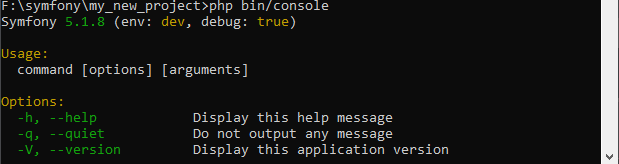 F:\symfony\my_new_project>php bin/console
Symfony 5.1.8 (env: dev, debug: true)
Usage:
  command [options] [arguments]
Options:
  -h, --help            Display this help message
  -q, --quiet           Do not output any message
  -V, --version         Display this application version